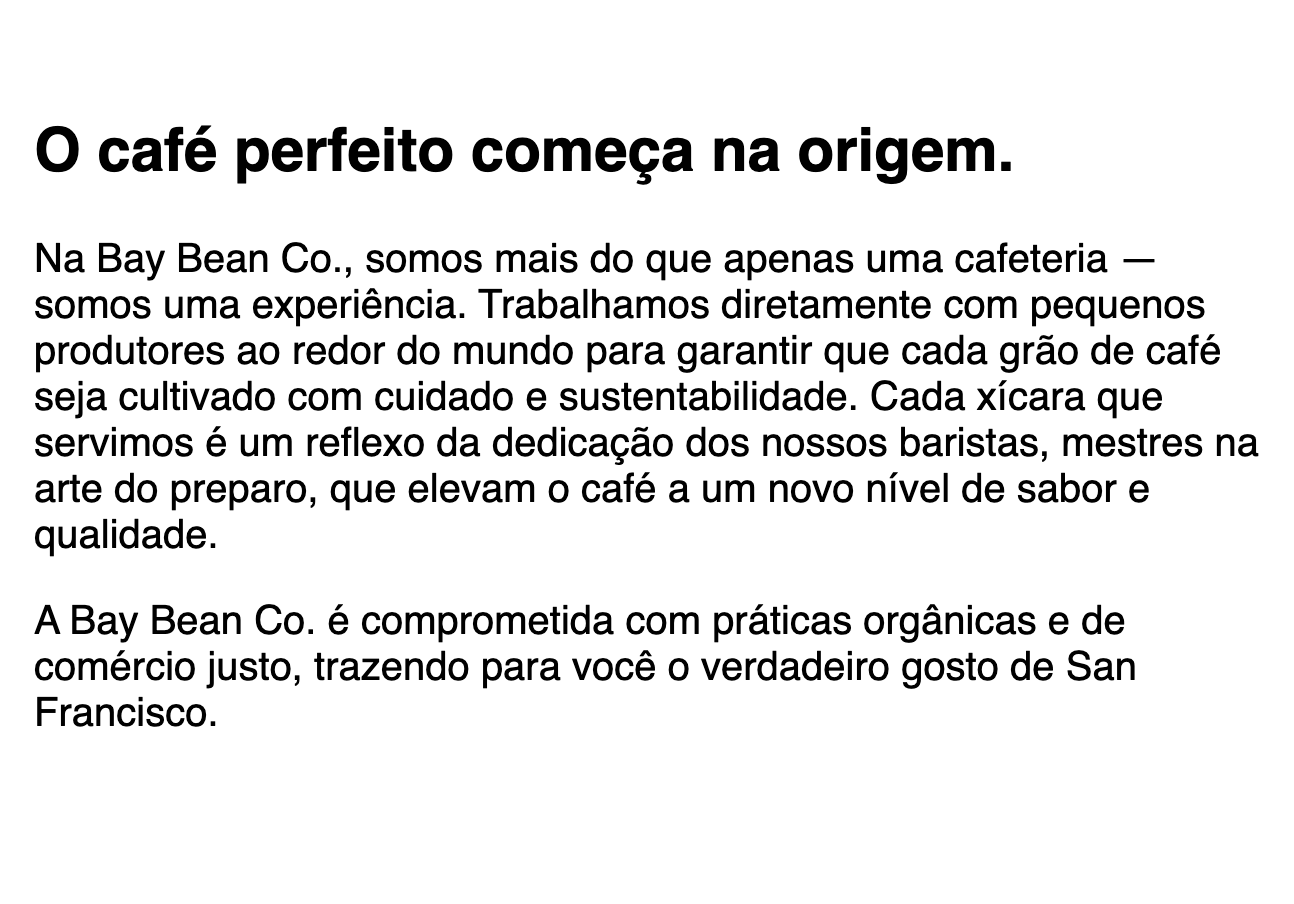 O café perfeito começa na origem.
Na Bay Bean Co., somos mais do que apenas uma cafeteria —
somos uma experiência. Trabalhamos diretamente com pequenos
produtores ao redor do mundo para garantir que cada grão de café
seja cultivado com cuidado e sustentabilidade. Cada xícara que
servimos é um reflexo da dedicação dos nossos baristas, mestres na
arte do preparo, que elevam o café a um novo nível de sabor e
qualidade.
A Bay Bean Co. é comprometida com práticas orgânicas e de
comércio justo, trazendo para você o verdadeiro gosto de San
Francisco.